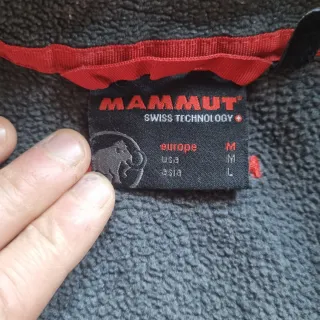 MAMMUT
SWISS TECHNOLOGY
europe M
usa M
asia L